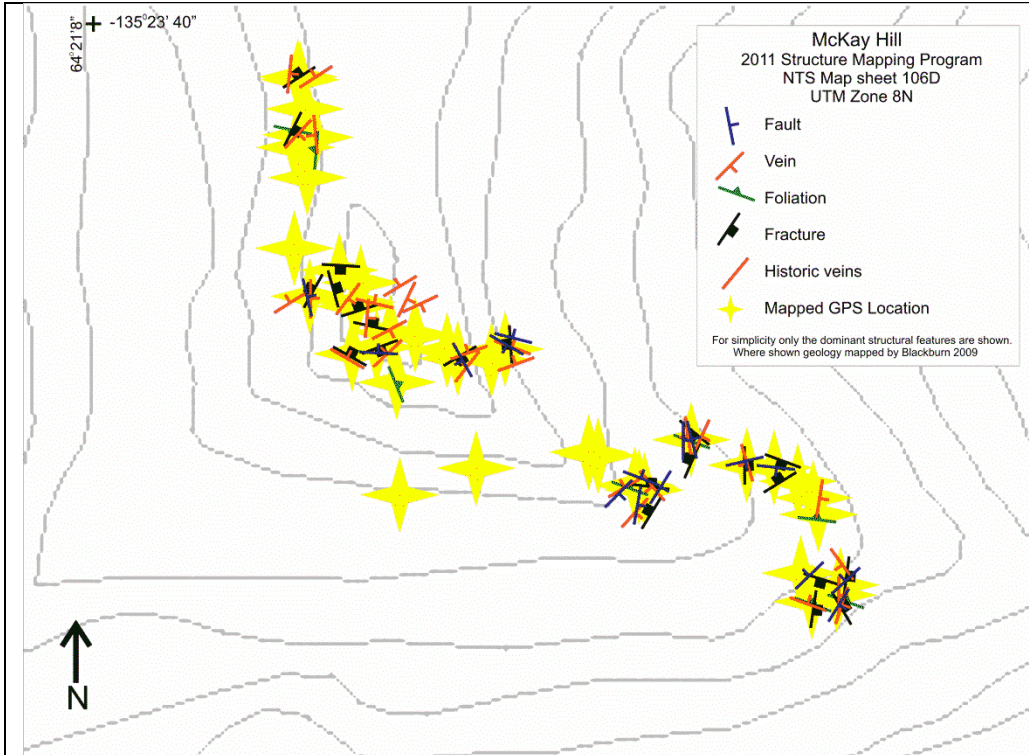 64°21'8"
-135°23' 40"
McKay Hill
2011 Structure Mapping Program
NTS Map sheet 106D
UTM Zone 8N
Fault
Vein
Foliation
Fracture
Historic veins
Mapped GPS Location
For simplicity only the dominant structural features are shown.
Where shown geology mapped by Blackburn 2009
N